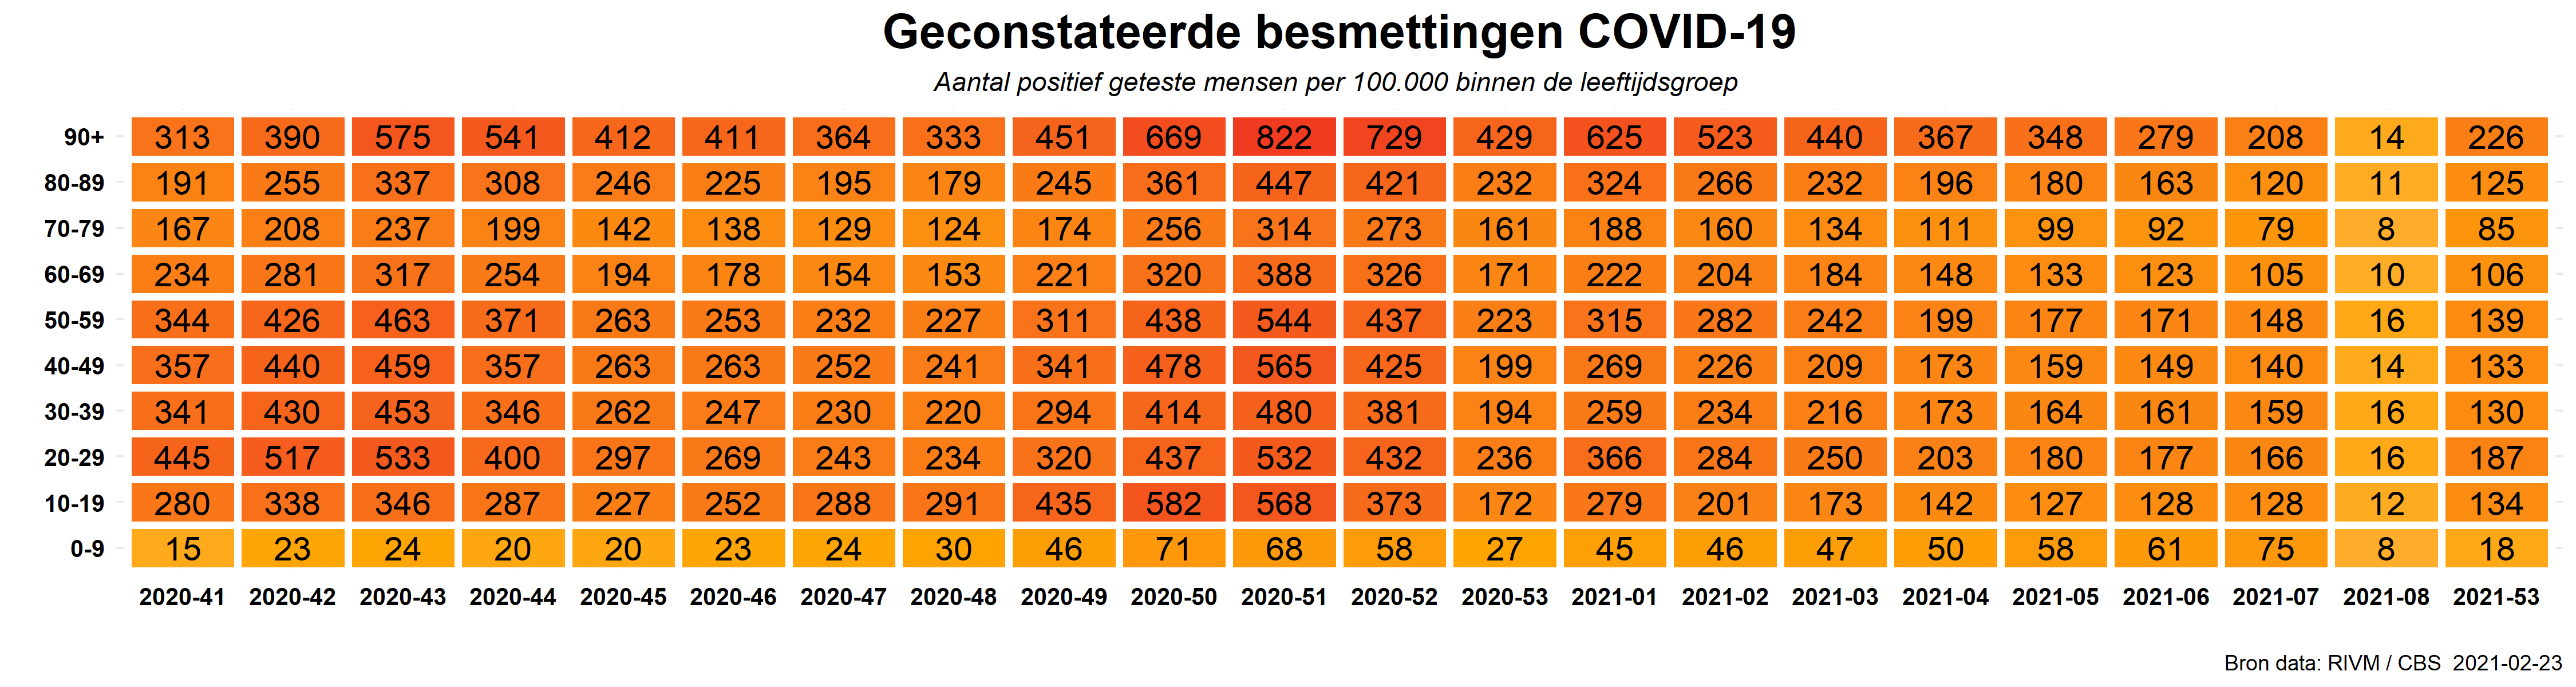 Geconstateerde besmettingen COVID-19
Aantal positief geteste mensen per 100.000 binnen de leeftijdsgroep
90+ 313 390 575 541 412 411 364 333 451 669 822 729 429 625 523 440 367 348 279 208 14 226
80-89 191 255 337 308 246 225 195 179 245 361 447 421 232 324 266 232 196 180 163 120 11 125
70-79 167 208 237 199 142 138 129 124 174 256 314 273 161 188 160 134 111 99 92 79 8 85
60-69 234 281 317 254 194 178 154 153 221 320 388 326 171 222 204 184 148 133 123 105 10 106
50-59 344 426 463 371 263 253 232 227 311 438 544 437 223 315 282 242 199 177 171 148 16 139
40-49 357 440 459 357 263 263 252 241 341 478 565 425 199 269 226 209 173 159 149 140 14 133
30-39 341 430 453 346 262 247 230 220 294 414 480 381 194 259 234 216 173 164 161 159 16 130
20-29 445 517 533 400 297 269 243 234 320 437 532 432 236 366 284 250 203 180 177 166 16 187
10-19 280 338 346 287 227 252 288 291 435 582 568 373 172 279 201 173 142 127 128 128 12 134
0-9 15 23 24 20 20 23 24 30 46 71 68 58 27 45 46 47 50 58 61 75 8 18
2020-41 2020-42 2020-43 2020-44 2020-45 2020-46 2020-47 2020-48 2020-49 2020-50 2020-51 2020-52 2020-53 2021-01 2021-02 2021-03 2021-04 2021-05 2021-06 2021-07 2021-08 2021-53
Bron data: RIVM / CBS 2021-02-23